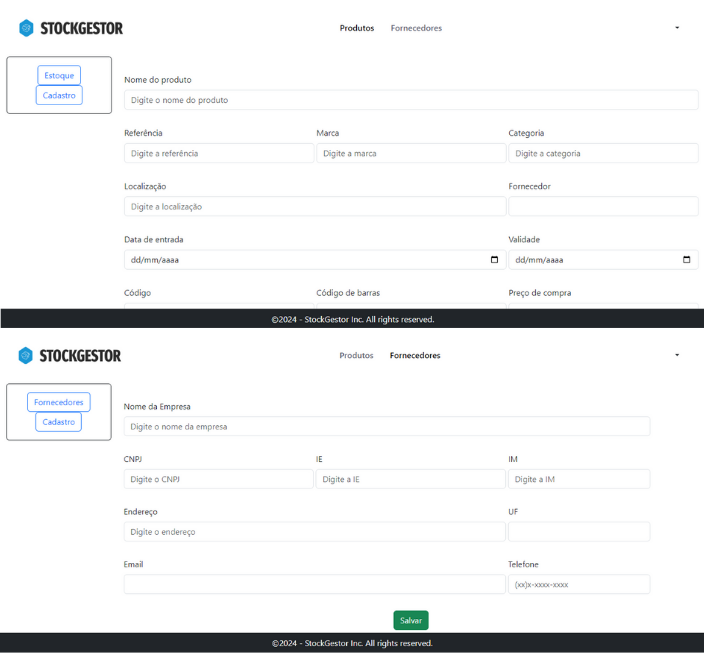 STOCKGESTOR Produtos Fornecedores
Estoque
Cadastro
Nome do produto
Digite o nome do produto
Referência Marca Categoria
Digite a referência Digite a marca Digite a categoria
Localização Fornecedor
Digite a localização
Data de entrada Validade
dd/mm/aaaa dd/mm/aaaa
Código Código de barras Preço de compra
©2024 - StockGestor Inc. All rights reserved.
STOCKGESTOR Produtos Fornecedores
Fornecedores
Cadastro
Nome da Empresa
Digite o nome da empresa
CNPJ IE IM
Digite o CNPJ Digite a IE Digite a IM
Endereço UF
Digite o endereço
Email Telefone
(xx)x-xxxx-xxxx
Salvar
©2024 - StockGestor Inc. All rights reserved.